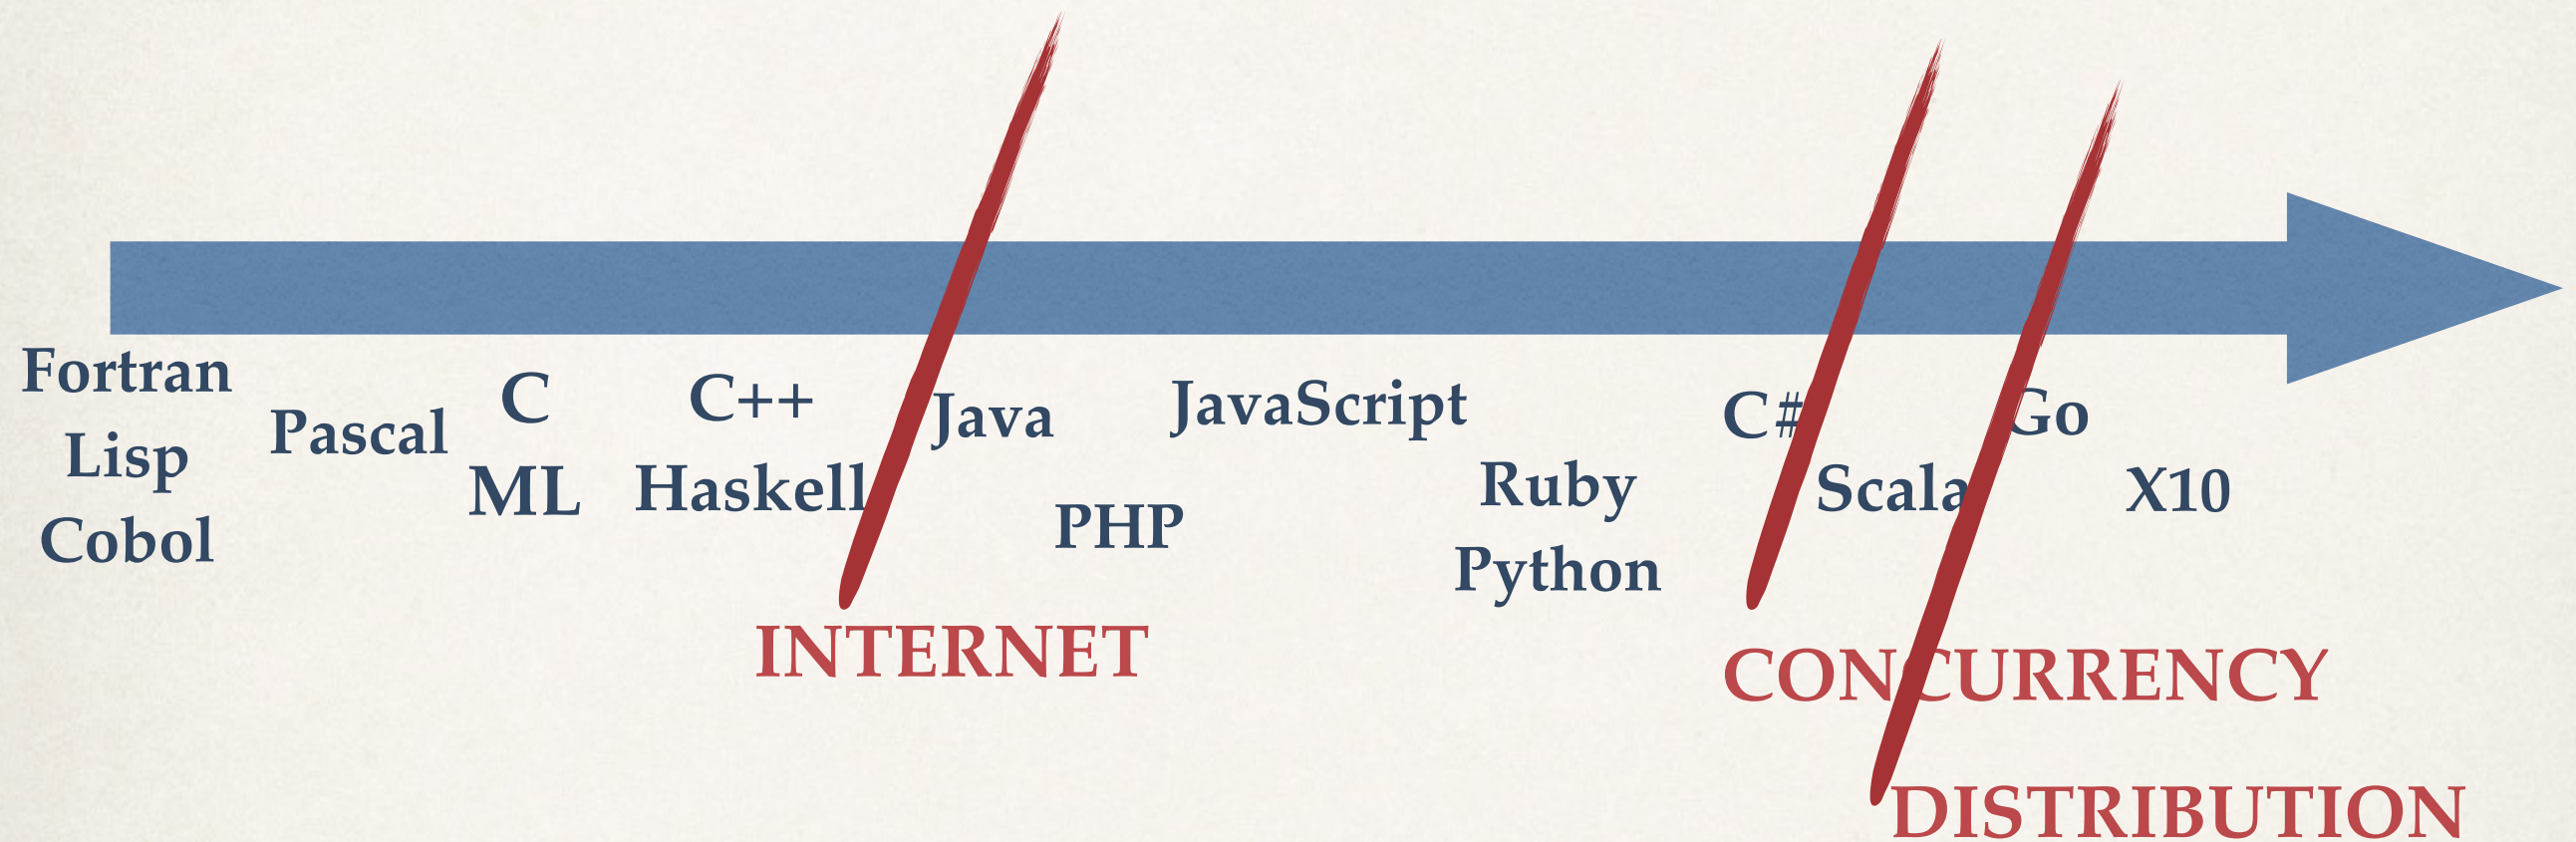 Fortran
Lisp
Cobol
Pascal
C
ML
C++
Haskell
Java
PHP
JavaScript
Ruby
Python
C#
Scala
Go
X10
INTERNET
CONCURRENCY
DISTRIBUTION